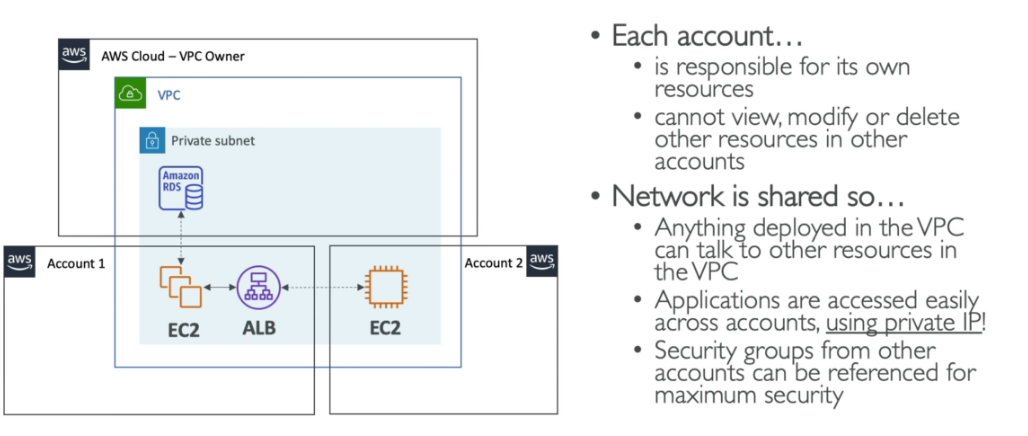 aws
AWS Cloud – VPC Owner
VPC
Private subnet
Amazon
RDS
aws
Account 1
Account 2
aws
EC2
ALB
EC2
• Each account…
• is responsible for its own
resources
• cannot view, modify or delete
other resources in other
accounts
• Network is shared so…
• Anything deployed in the VPC
can talk to other resources in
the VPC
• Applications are accessed easily
across accounts, using private IP!
• Security groups from other
accounts can be referenced for
maximum security